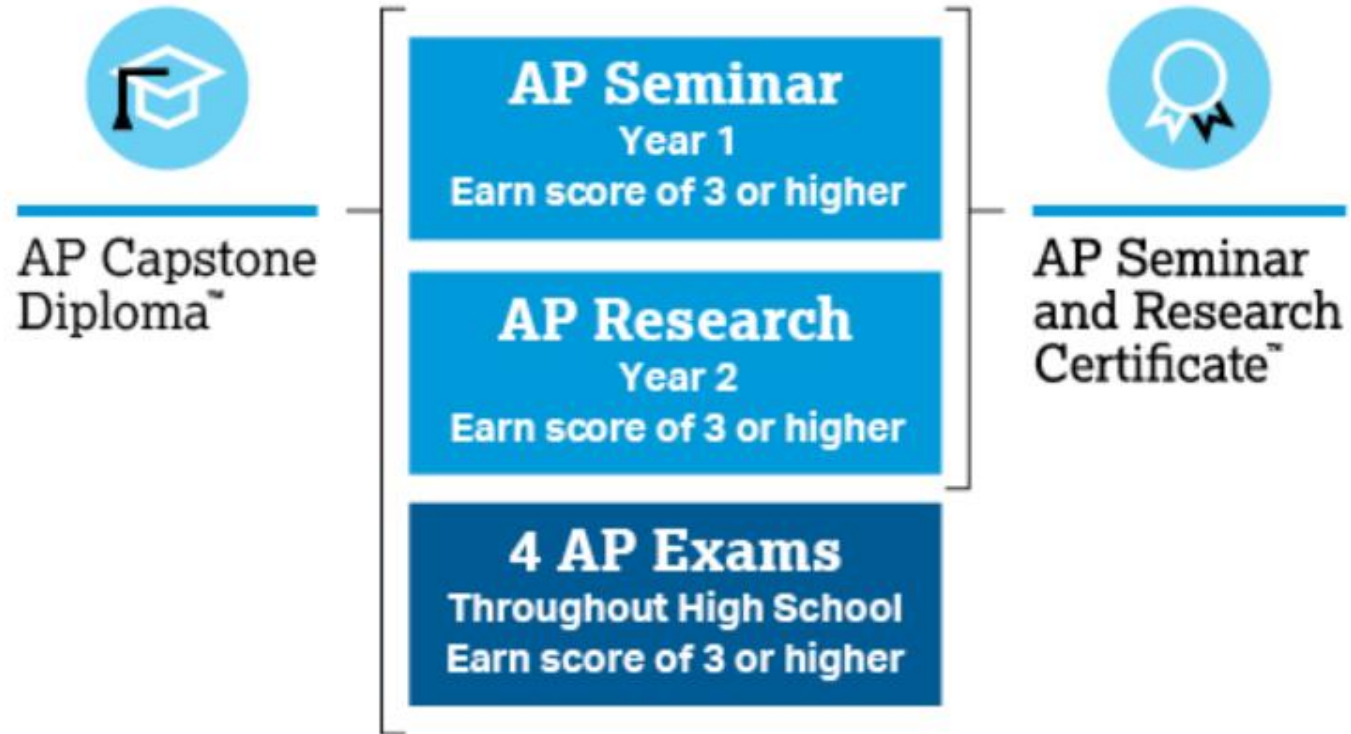 AP Capstone
Diploma™
AP Seminar
Year 1
Earn score of 3 or higher
AP Research
Year 2
Earn score of 3 or higher
4 AP Exams
Throughout High School
Earn score of 3 or higher
AP Seminar
and Research
Certificate™